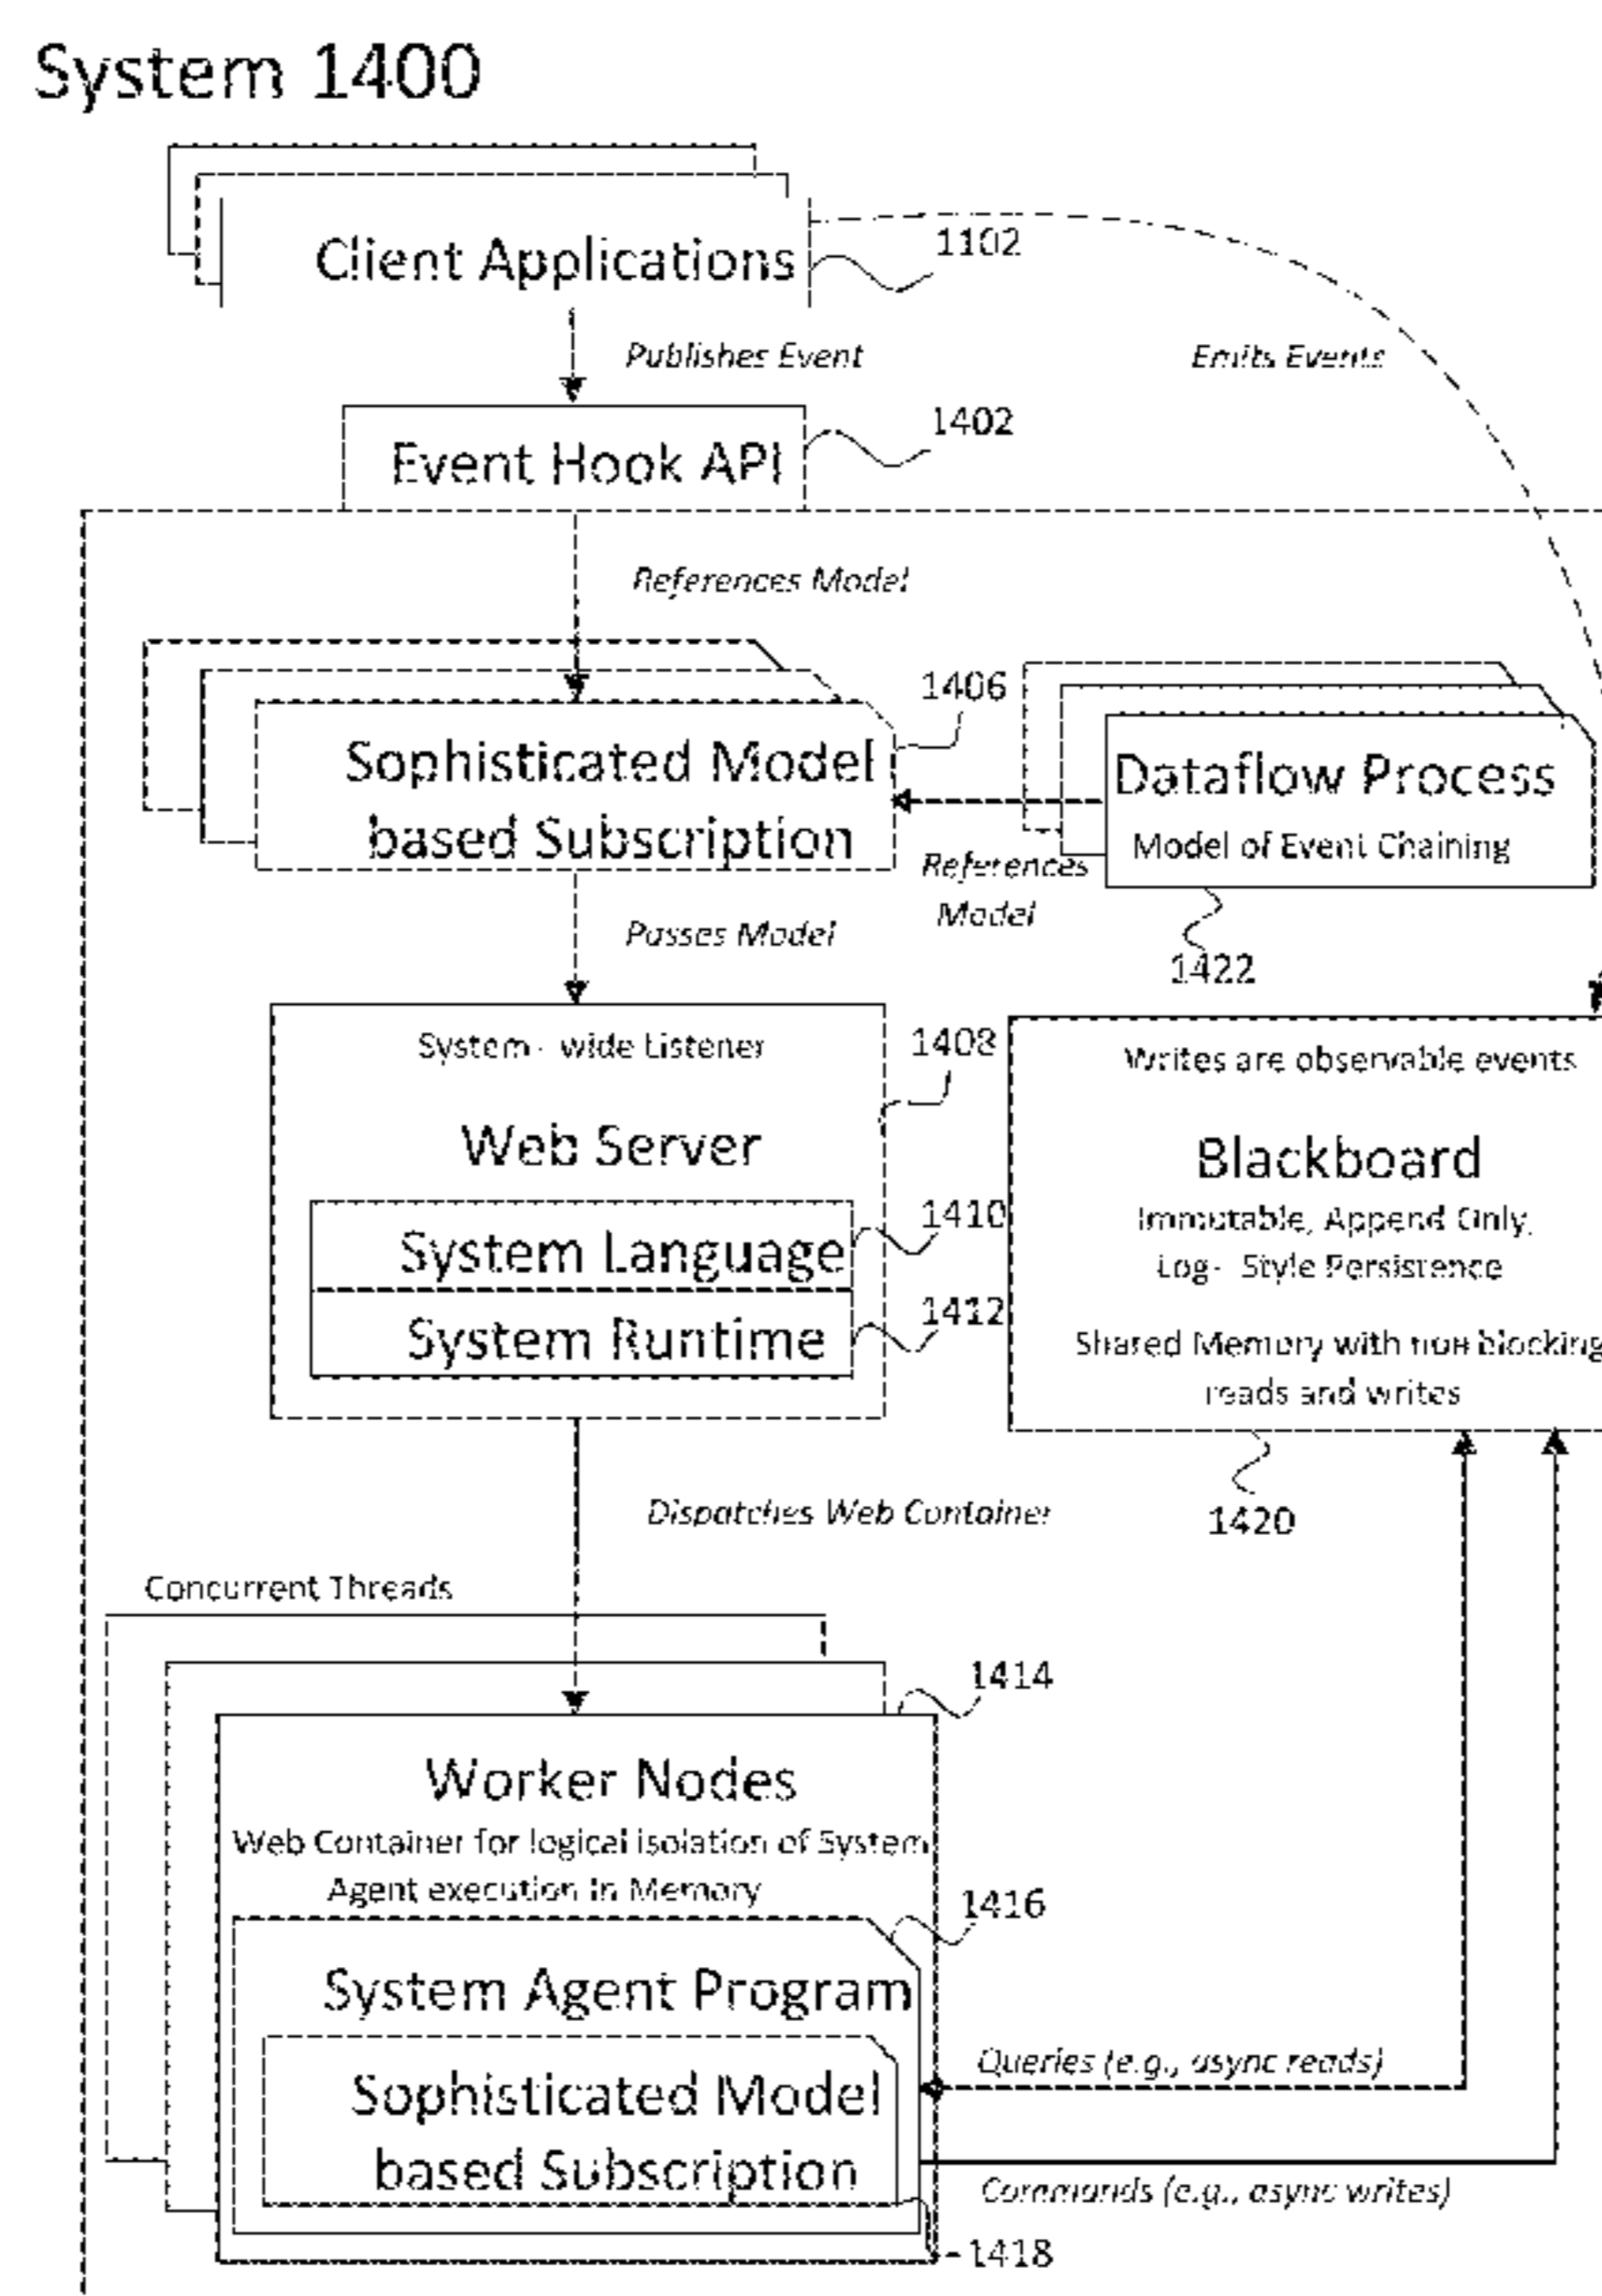 System 1400
Client Applications
1102
Publishes Event
Emits Events
Event Hook API
1402
References Model
1406
Sophisticated Model
based Subscription
Dataflow Process
Model of Event Chaining
References
Model
1422
Passes Model
System - wide Listener
1408
Web Server
System Language
1410
System Runtime
1412
Writes are observable events
Blackboard
Immutable, Append Only,
Log - Style Persistence
Shared Memory with non blocking
reads and writes
1420
Dispatches Web Container
Concurrent Threads
1414
Worker Nodes
Web Container for logical isolation of System
Agent execution In Memory
1416
System Agent Program
Sophisticated Model
based Subscription
Queries (e.g., async reads)
Commands (e.g., async writes)
1418